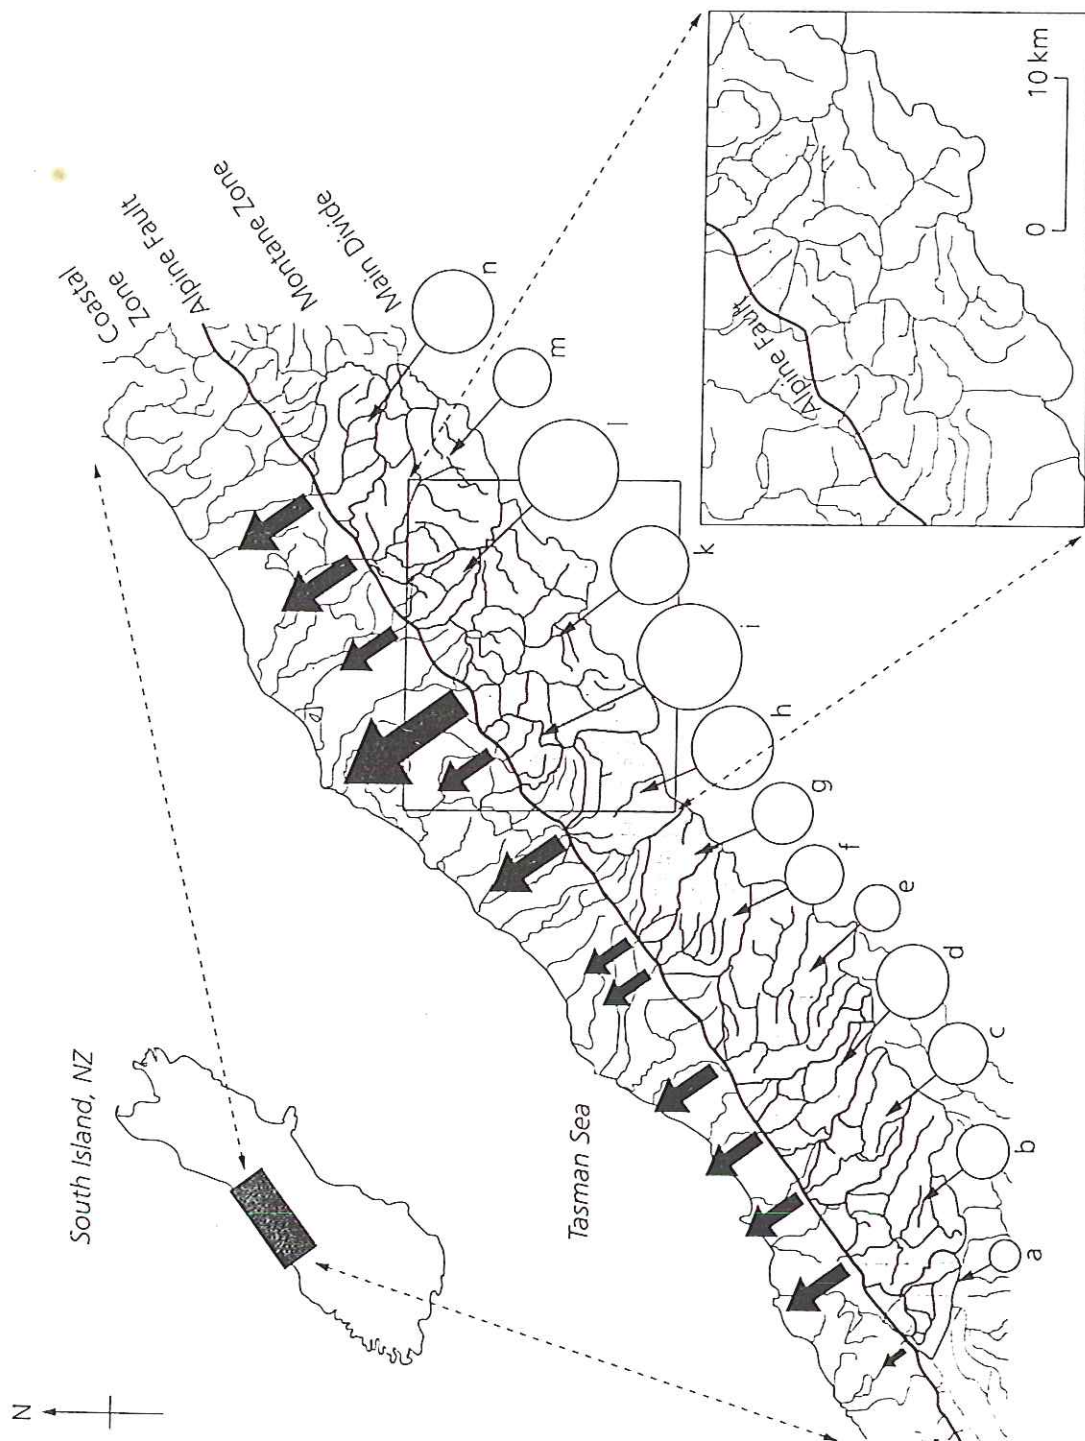 N
South Island, NZ
Tasman Sea
Coastal
Zone
Alpine Fault
Montane Zone
Main Divide
n
m
l
k
i
h
g
f
e
d
c
b
a
Alpine Fault
0
10 km